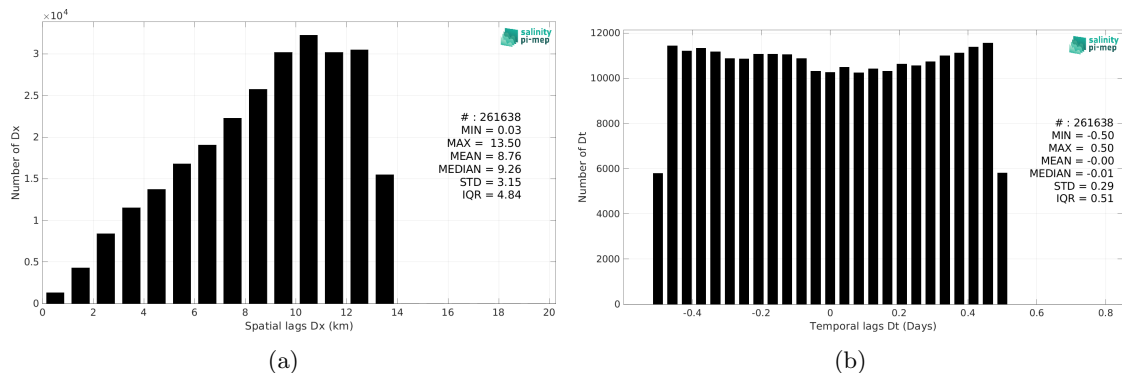 ×10⁴
3
2.5
2
1.5
1
0.5
0
0 2 4 6 8 10 12 14 16 18 20
Number of Dx
Spatial lags Dx (km)
salinity
pi-mep
# : 261638
MIN = 0.03
MAX = 13.50
MEAN = 8.76
MEDIAN = 9.26
STD = 3.15
IQR = 4.84
(a)
12000
10000
8000
6000
4000
2000
0
-0.4 -0.2 0 0.2 0.4 0.6 0.8
Number of Dt
Temporal lags Dt (Days)
salinity
pi-mep
# : 261638
MIN = -0.50
MAX = 0.50
MEAN = -0.00
MEDIAN = -0.01
STD = 0.29
IQR = 0.51
(b)